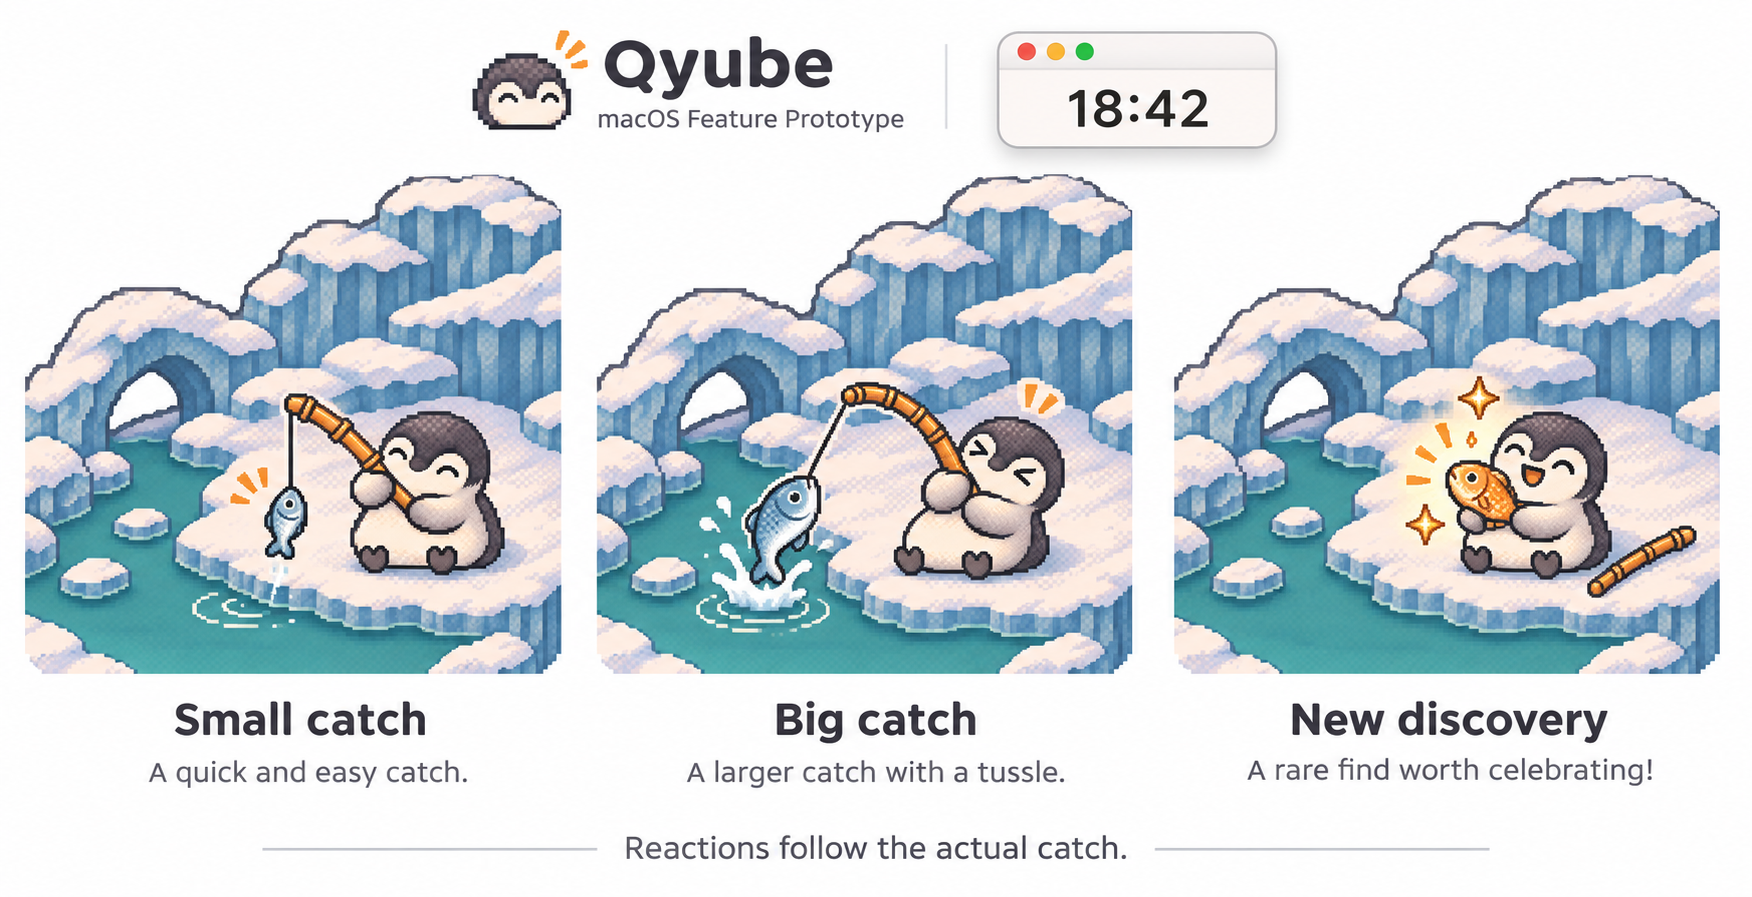 Qyube
macOS Feature Prototype
18:42
Small catch
A quick and easy catch.
Big catch
A larger catch with a tussle.
New discovery
A rare find worth celebrating!
Reactions follow the actual catch.